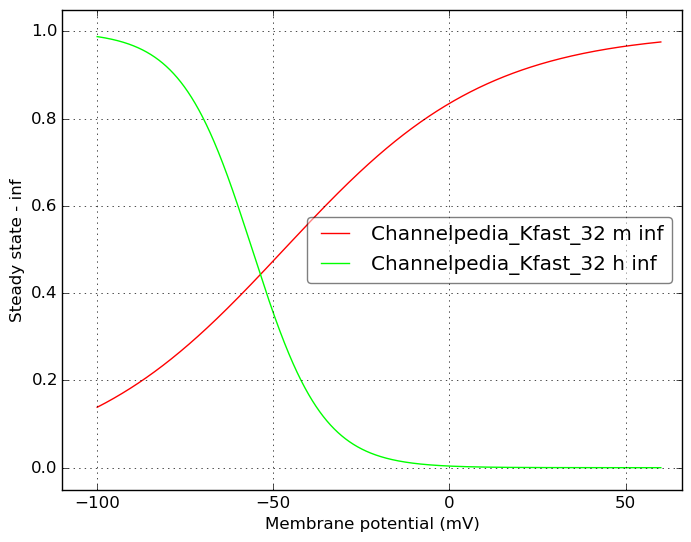 1.0
0.8
0.6
0.4
0.2
0.0
Steady state - inf
Channelpedia_Kfast_32 m inf
Channelpedia_Kfast_32 h inf
−100
−50
0
50
Membrane potential (mV)